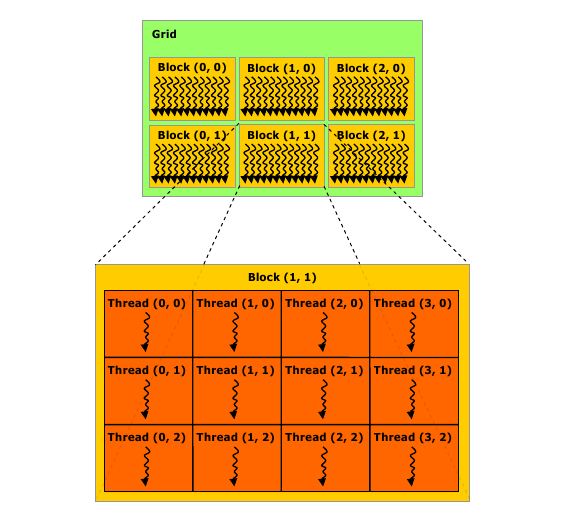 Grid
Block (0, 0) Block (1, 0) Block (2, 0)
Block (0, 1) Block (1, 1) Block (2, 1)
Block (1, 1)
Thread (0, 0) Thread (1, 0) Thread (2, 0) Thread (3, 0)
Thread (0, 1) Thread (1, 1) Thread (2, 1) Thread (3, 1)
Thread (0, 2) Thread (1, 2) Thread (2, 2) Thread (3, 2)